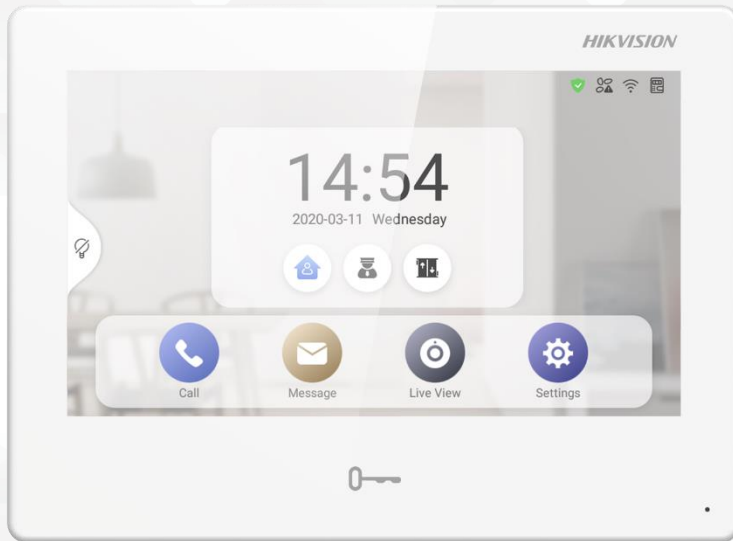 HIKVISION
14:54
2020-03-11 Wednesday
Call
Message
Live View
Settings